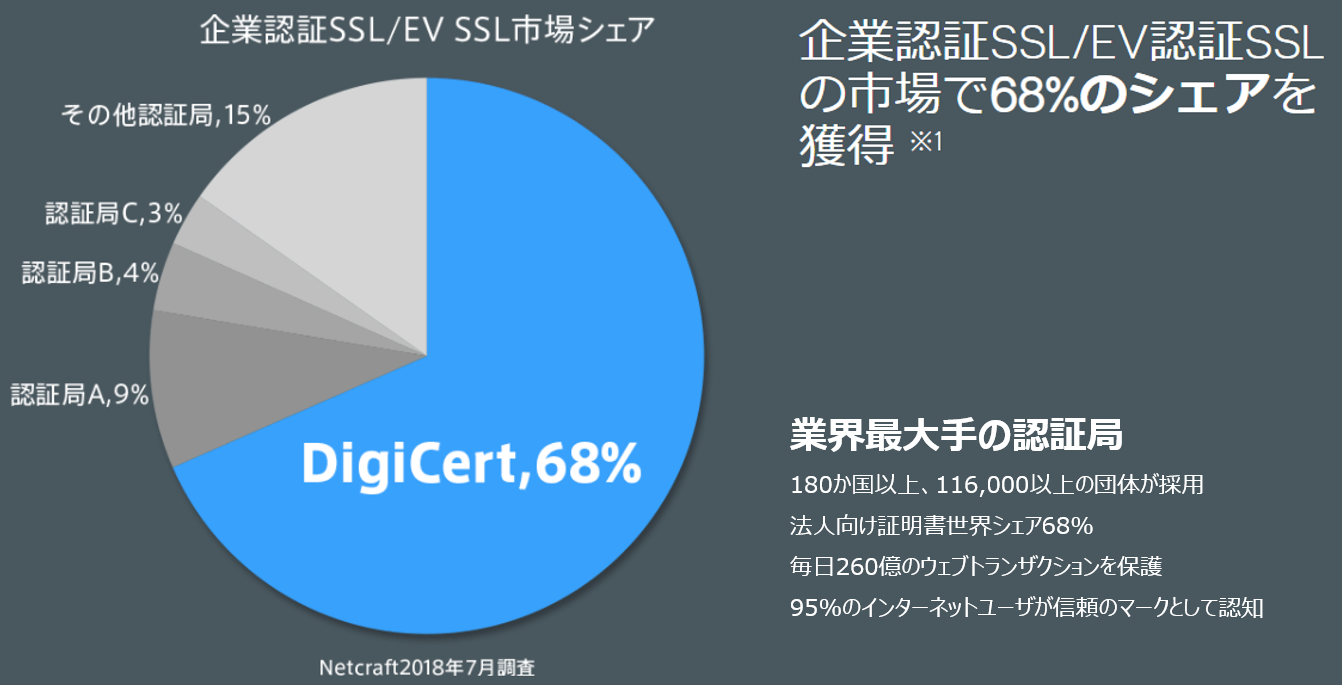 企業認証SSL/EV SSL市場シェア
その他認証局,15%
認証局C,3%
認証局B,4%
認証局A,9%
DigiCert,68%
Netcraft2018年7月調査
企業認証SSL/EV認証SSL
の市場で68%のシェアを
獲得 ※1
業界最大手の認証局
180か国以上、116,000以上の団体が採用
法人向け証明書世界シェア68%
毎日260億のウェブトランザクションを保護
95%のインターネットユーザが信頼のマークとして認知